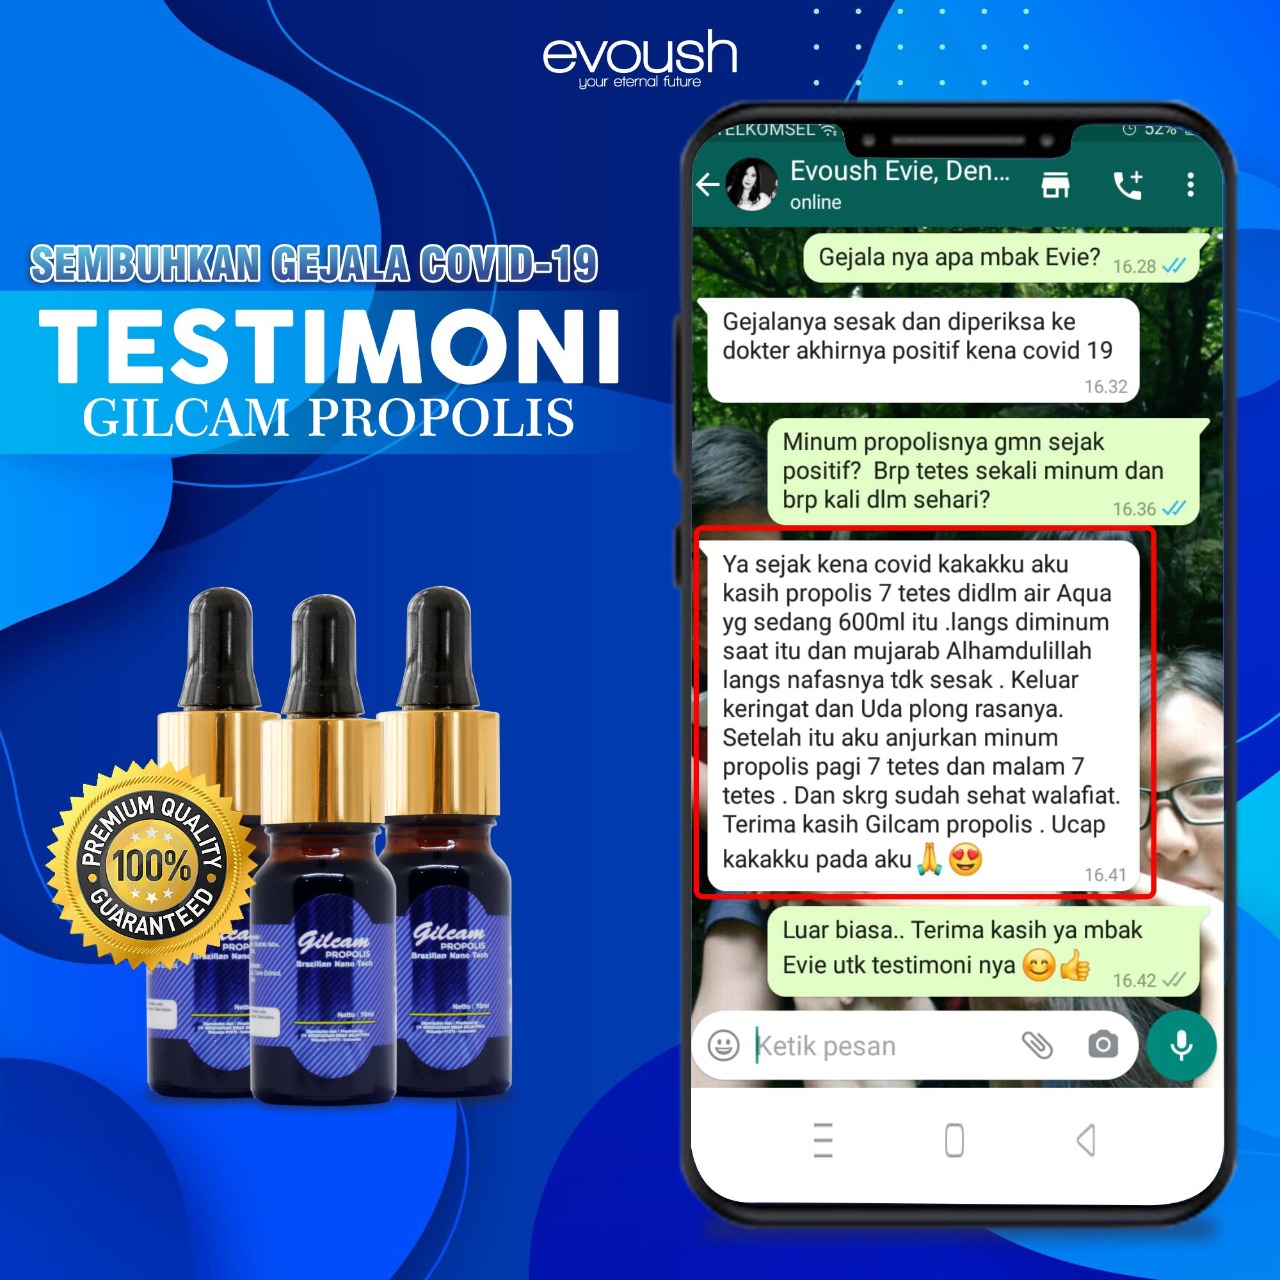 evoush
your eternal future
SEMBUHKAN GEJALA COVID-19
TESTIMONI
GILCAM PROPOLIS
PREMIUM QUALITY
100%
GUARANTEED
Gilcam
PROPOLIS
Brazilian Nano Tech
Netto : 10ml
Gilcam
PROPOLIS
Brazilian Nano Tech
Netto : 10ml
TELKOMSEL
52%
Evoush Evie, Den...
online
Gejala nya apa mbak Evie?
16.28
Gejalanya sesak dan diperiksa ke
dokter akhirnya positif kena covid 19
16.32
Minum propolisnya gmn sejak
positif? Brp tetes sekali minum dan
brp kali dlm sehari?
16.36
Ya sejak kena covid kakakku aku
kasih propolis 7 tetes didlm air Aqua
yg sedang 600ml itu .langs diminum
saat itu dan mujarab Alhamdulillah
langs nafasnya tdk sesak . Keluar
keringat dan Uda plong rasanya.
Setelah itu aku anjurkan minum
propolis pagi 7 tetes dan malam 7
tetes . Dan skrg sudah sehat walafiat.
Terima kasih Gilcam propolis . Ucap
kakakku pada aku🙏😍
16.41
Luar biasa.. Terima kasih ya mbak
Evie utk testimoni nya 😊👍
16.42
Ketik pesan